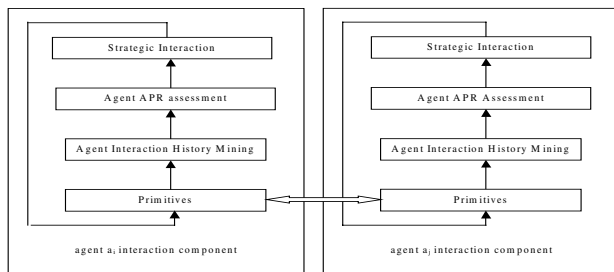 Strategic Interaction
Agent APR assessment
Agent Interaction History Mining
Primitives
agent ai interaction component
Strategic Interaction
Agent APR Assessment
Agent Interaction History Mining
Primitives
agent aj interaction component